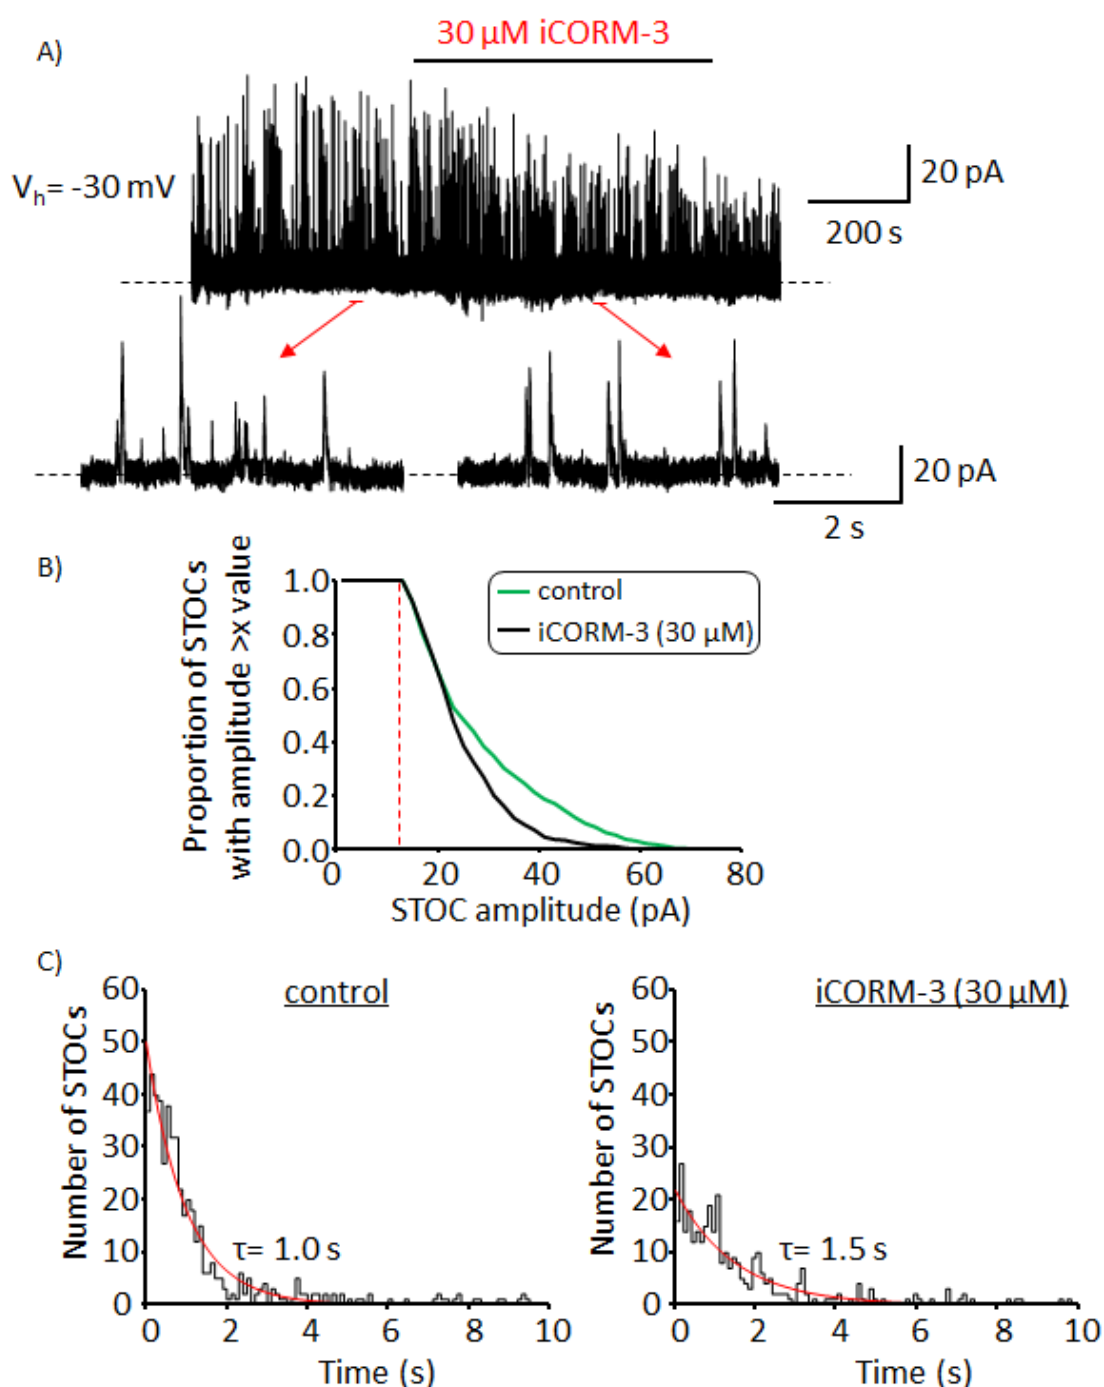 30 µM iCORM-3
A)
Vₕ= -30 mV
20 pA
200 s
20 pA
2 s
B)
Proportion of STOCs
with amplitude >x value
1.0
0.8
0.6
0.4
0.2
0.0
0 20 40 60 80
STOC amplitude (pA)
control
iCORM-3 (30 µM)
C)
control
Number of STOCs
60
50
40
30
20
10
0
τ= 1.0 s
0 2 4 6 8 10
Time (s)
iCORM-3 (30 µM)
Number of STOCs
60
50
40
30
20
10
0
τ= 1.5 s
0 2 4 6 8 10
Time (s)